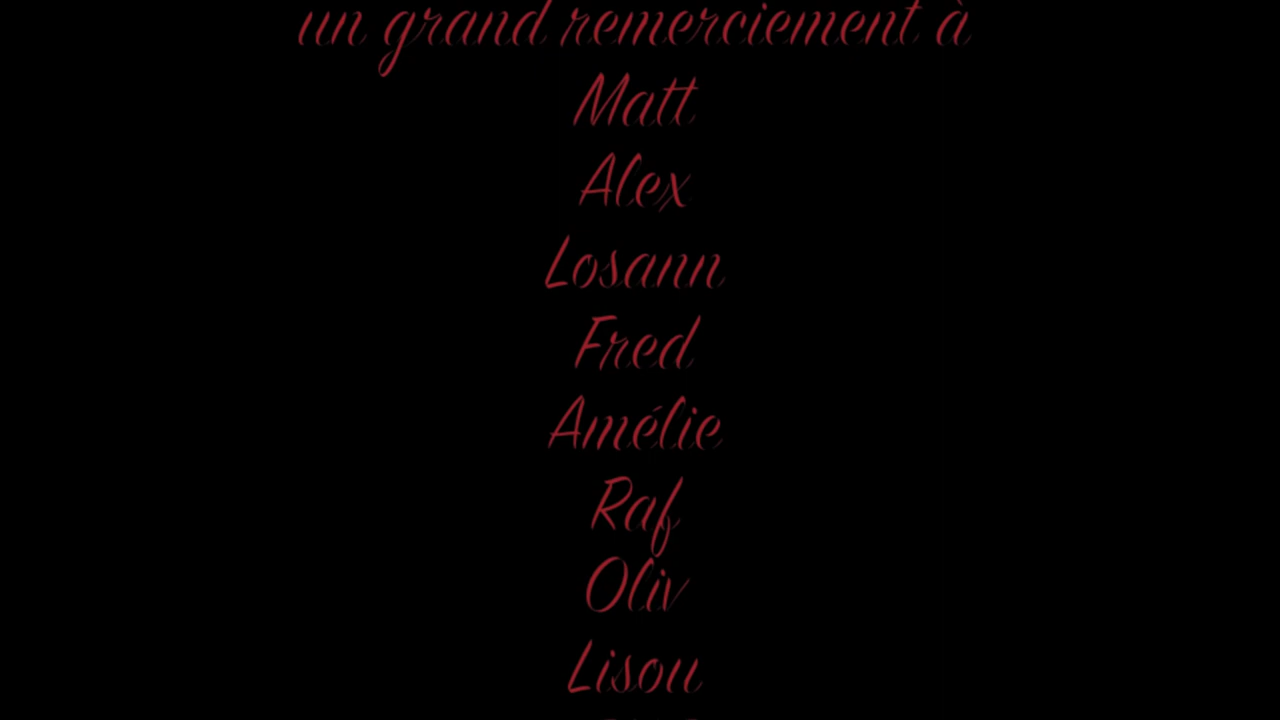 un grand remerciement à
Matt
Alex
Losann
Fred
Amélie
Raf
Oliv
Lisou